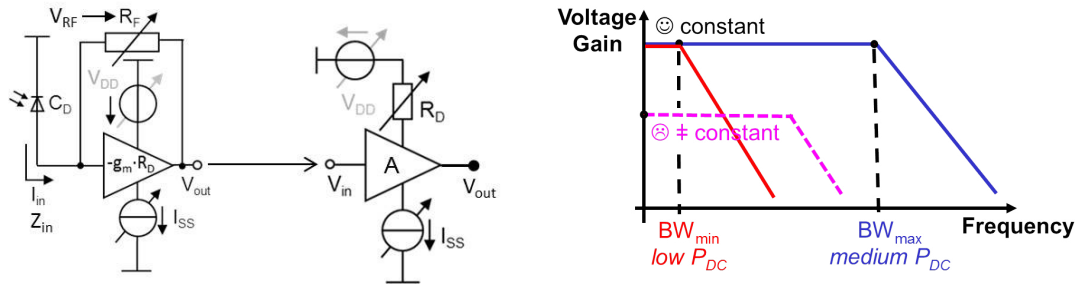 V_RF → R_F
V_DD
C_D
-g_m·R_D
V_out
I_in
Z_in
I_SS
V_DD
R_D
A
V_in
V_out
I_SS
Voltage
Gain
☺ constant
☹ ‡ constant
Frequency
BW_min
low P_DC
BW_max
medium P_DC